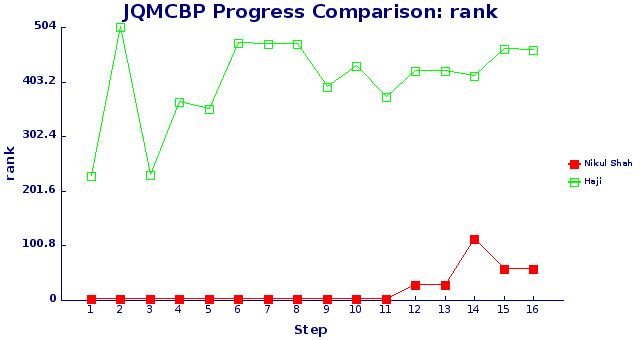 JQMCBP Progress Comparison: rank
504
403.2
302.4
201.6
100.8
0
rank
1 2 3 4 5 6 7 8 9 10 11 12 13 14 15 16
Step
Nikul Shah
Haji